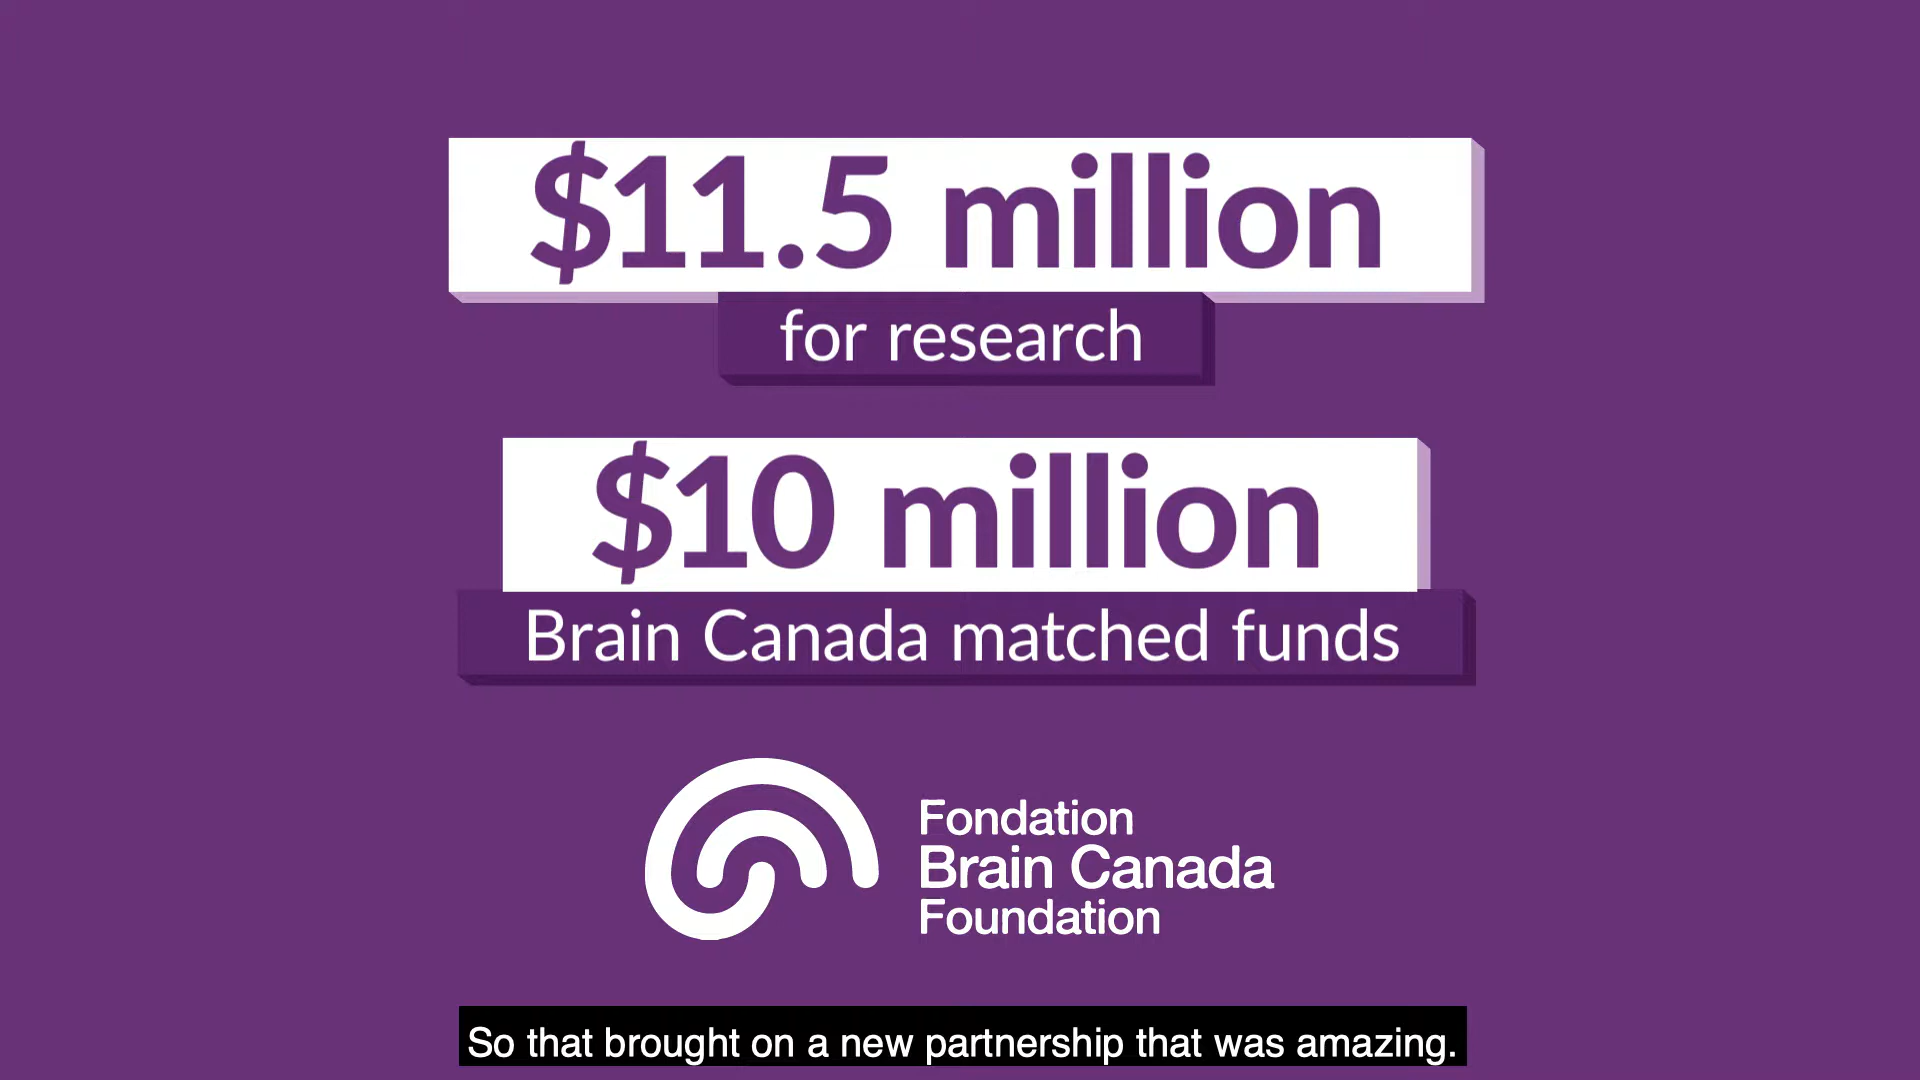 $11.5 million
for research
$10 million
Brain Canada matched funds
Fondation
Brain Canada
Foundation
So that brought on a new partnership that was amazing.